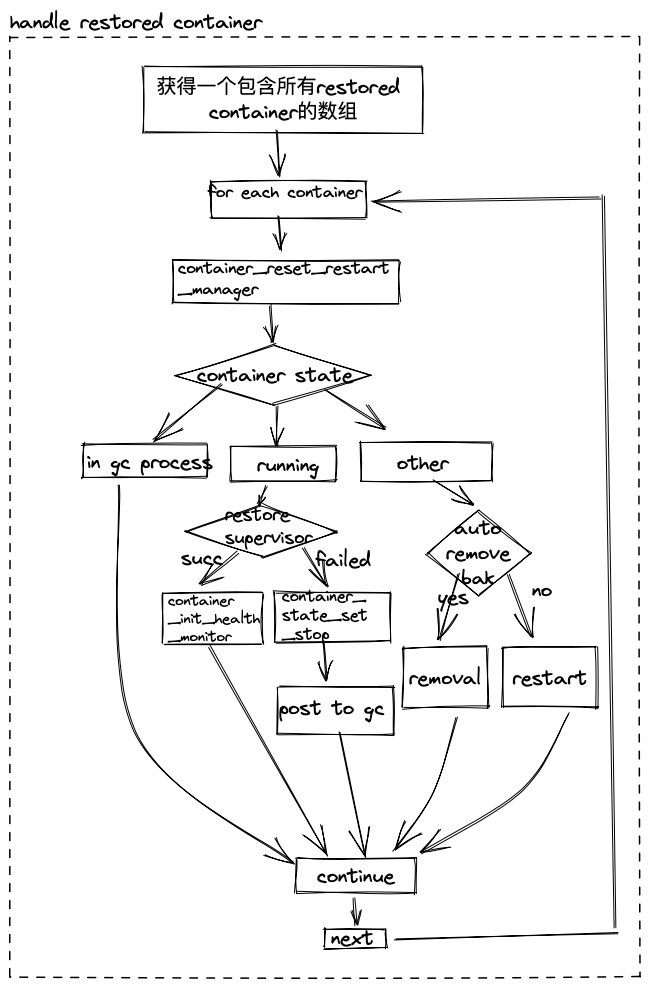 handle restored container
获得一个包含所有restored
container的数组
for each container
container_reset_restart
_manager
container state
in gc process
running
other
restore
supervisor
auto
remove
bak
succ
failed
yes
no
container
_init_health
_monitor
container_
state_set
_stop
removal
restart
post to gc
continue
next